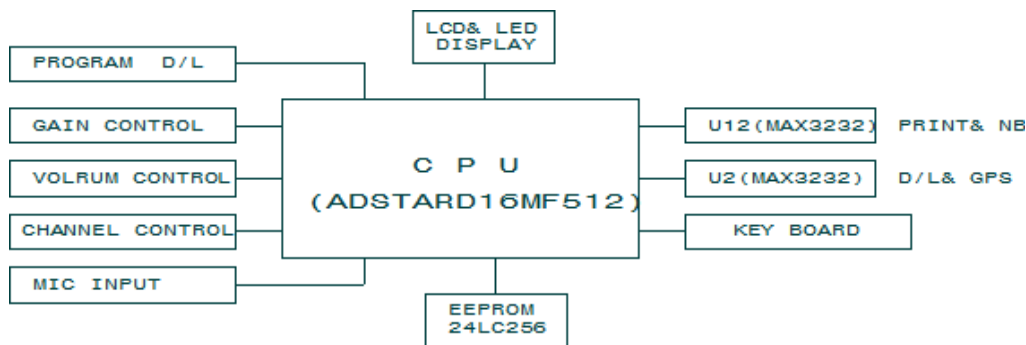 LCD& LED
DISPLAY
PROGRAM D/L
GAIN CONTROL
VOLRUM CONTROL
CHANNEL CONTROL
MIC INPUT
C P U
(ADSTARD16MF512)
U12(MAX3232) PRINT& NB
U2(MAX3232) D/L& GPS
KEY BOARD
EEPROM
24LC256